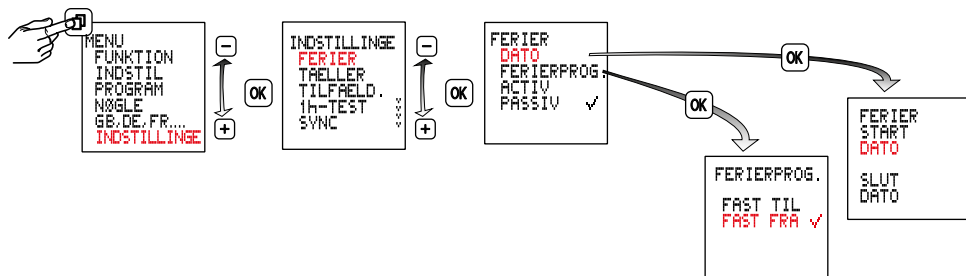 MENU
FUNKTION
INDSTIL
PROGRAM
NØGLE
GB,DE,FR....
INDSTILLINGE
−
+
OK
INDSTILLINGE
FERIER
TAELLER
TILFAELD.
1h-TEST
SYNC
−
+
OK
FERIER
DATO
FERIERPROG.
ACTIV
PASSIV ✓
OK
OK
FERIERPROG.
FAST TIL
FAST FRA ✓
FERIER
START
DATO
SLUT
DATO